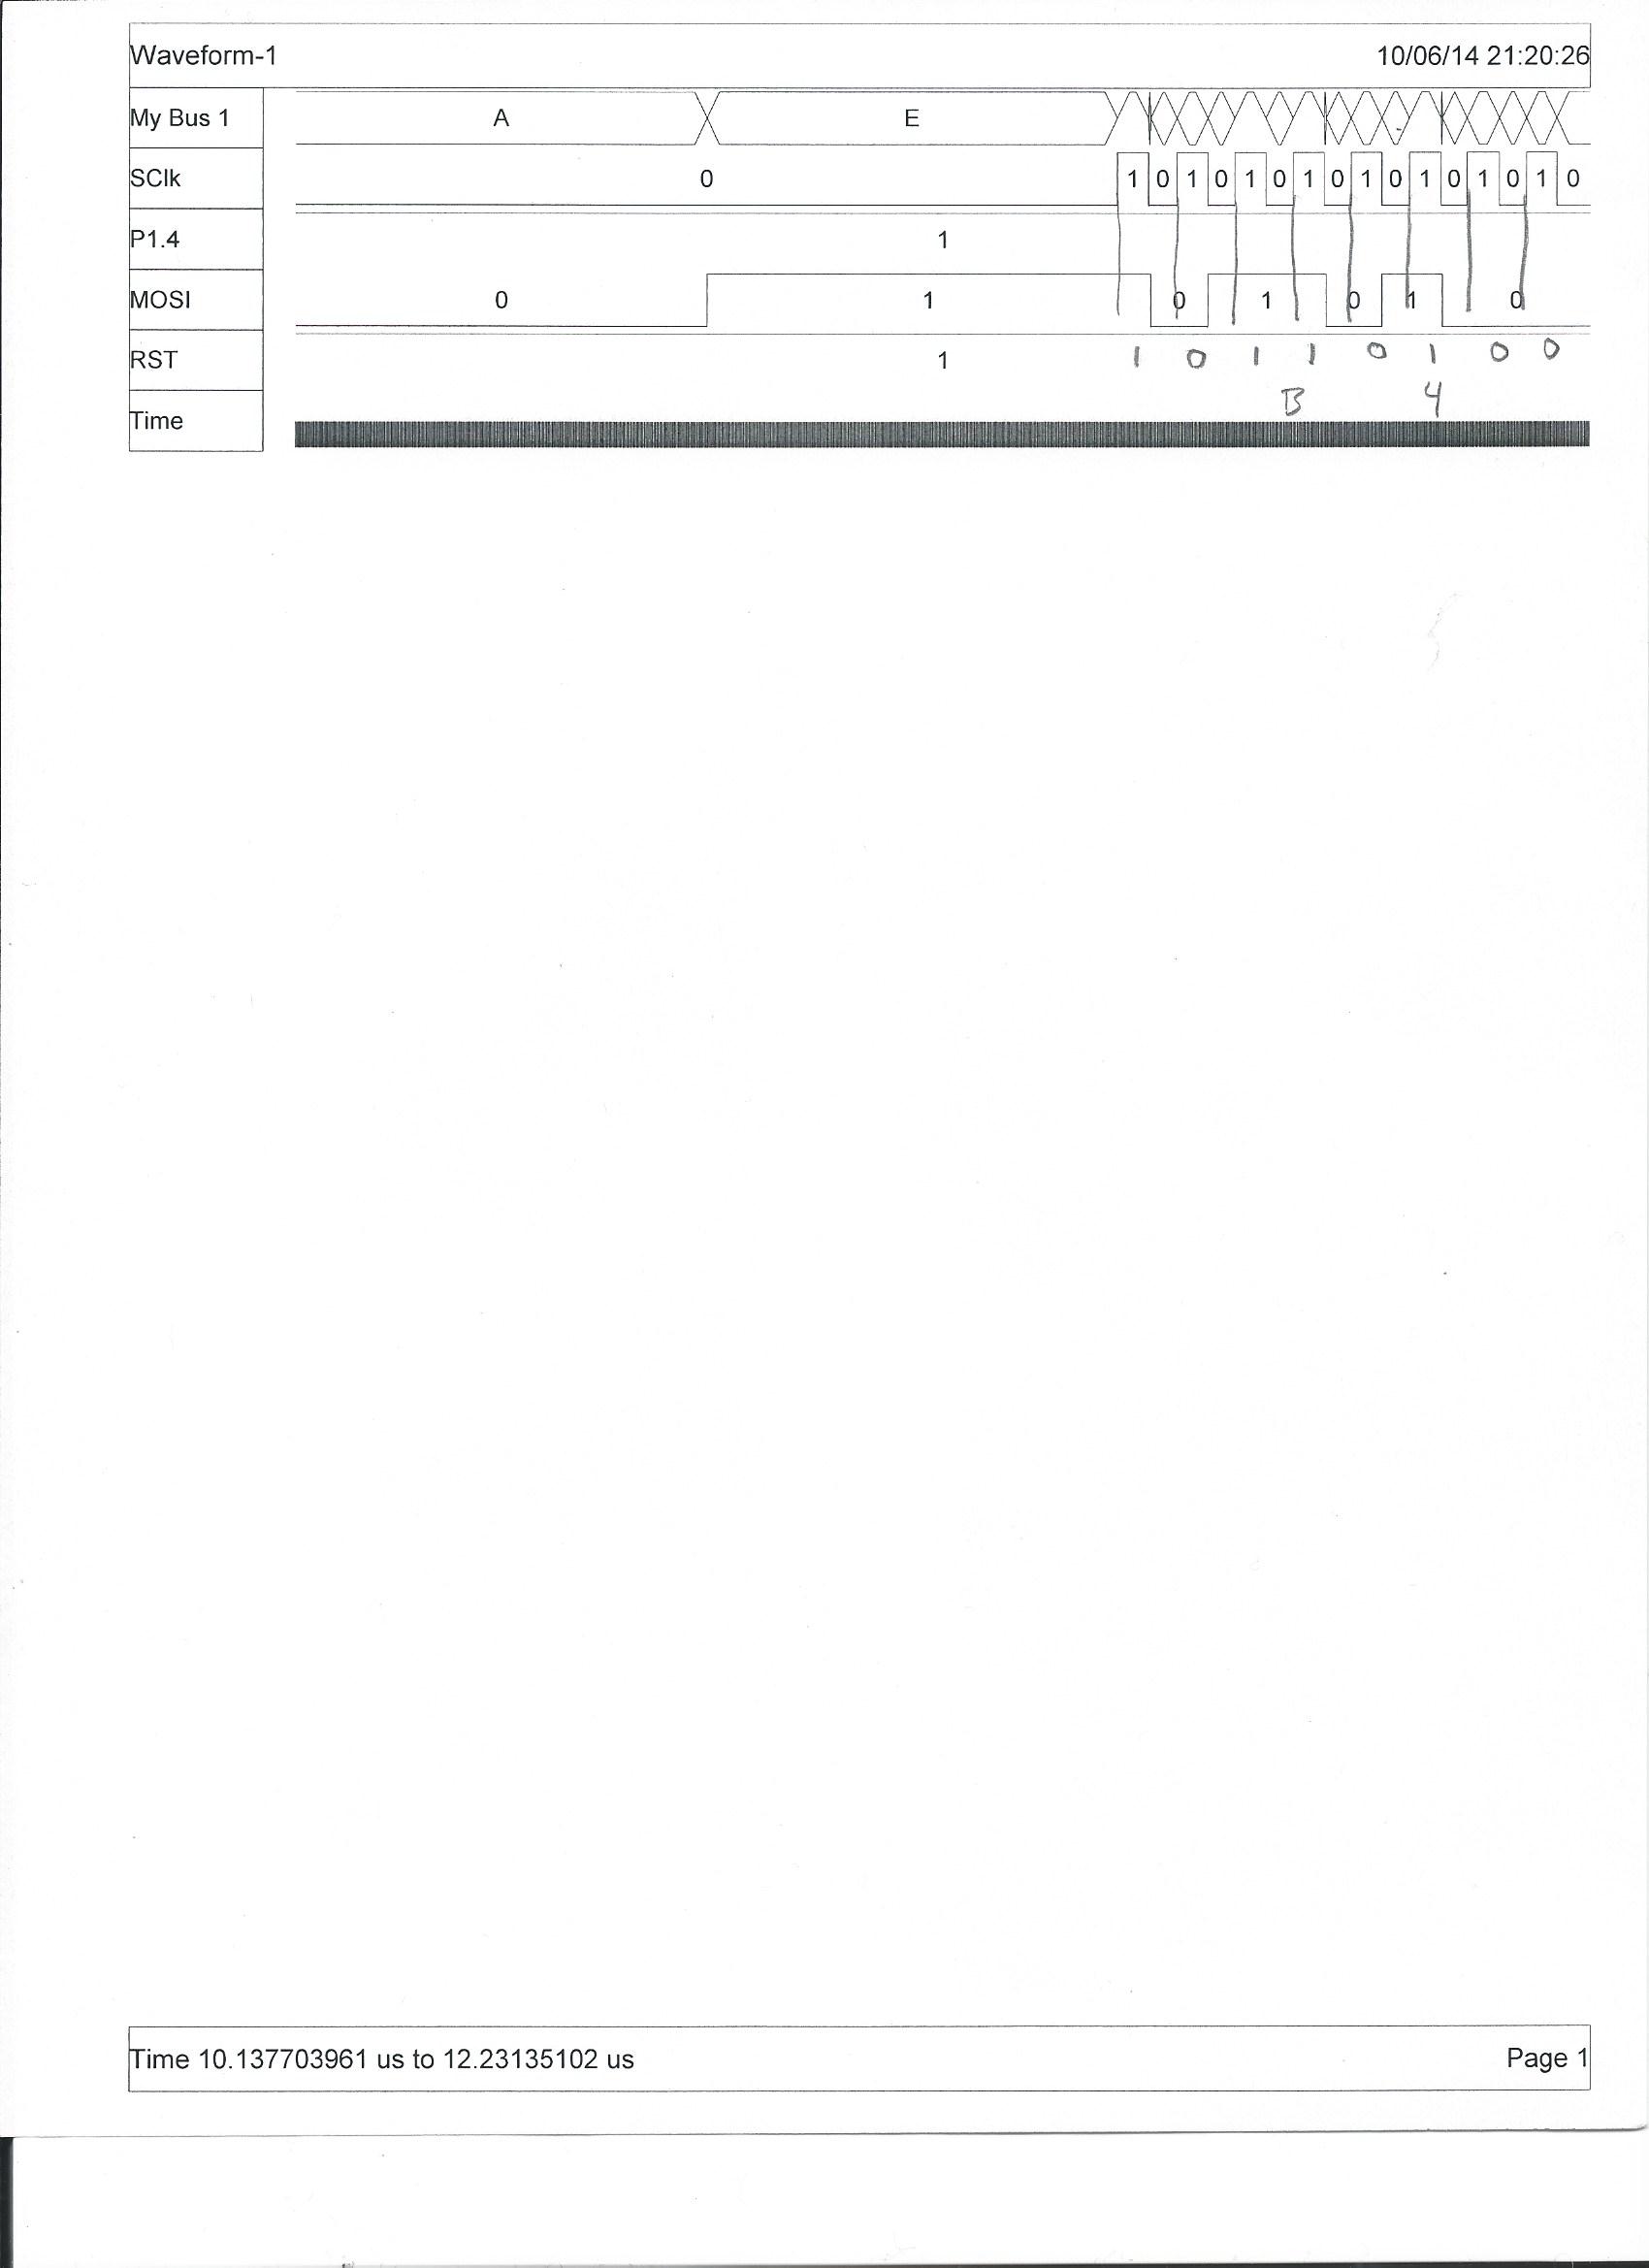 Waveform-1 10/06/14 21:20:26
My Bus 1 A E
SClk 0 1 0 1 0 1 0 1 0 1 0 1 0 1 0 1 0
P1.4 1
MOSI 0 1 0 1 0 1 0
RST 1 1 0 1 1 0 1 0 0
B 4
Time
Time 10.137703961 us to 12.23135102 us Page 1